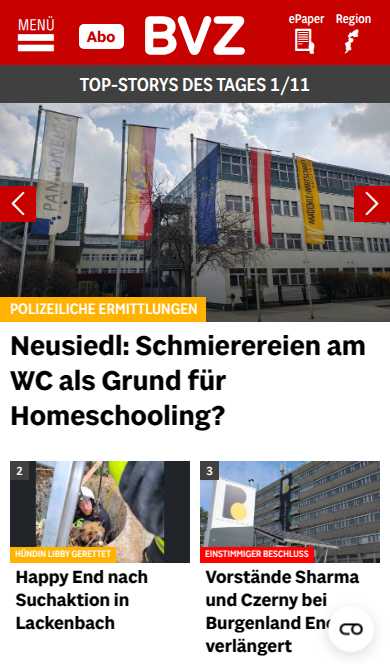 MENÜ
Abo
BVZ
ePaper
Region
TOP-STORYS DES TAGES 1/11
PANNONEUM
POLIZEILICHE ERMITTLUNGEN
Neusiedl: Schmierereien am
WC als Grund für
Homeschooling?
2
HÜNDIN LIBBY GERETTET
Happy End nach
Suchaktion in
Lackenbach
3
EINSTIMMIGER BESCHLUSS
Vorstände Sharma
und Czerny bei
Burgenland Ene
verlängert